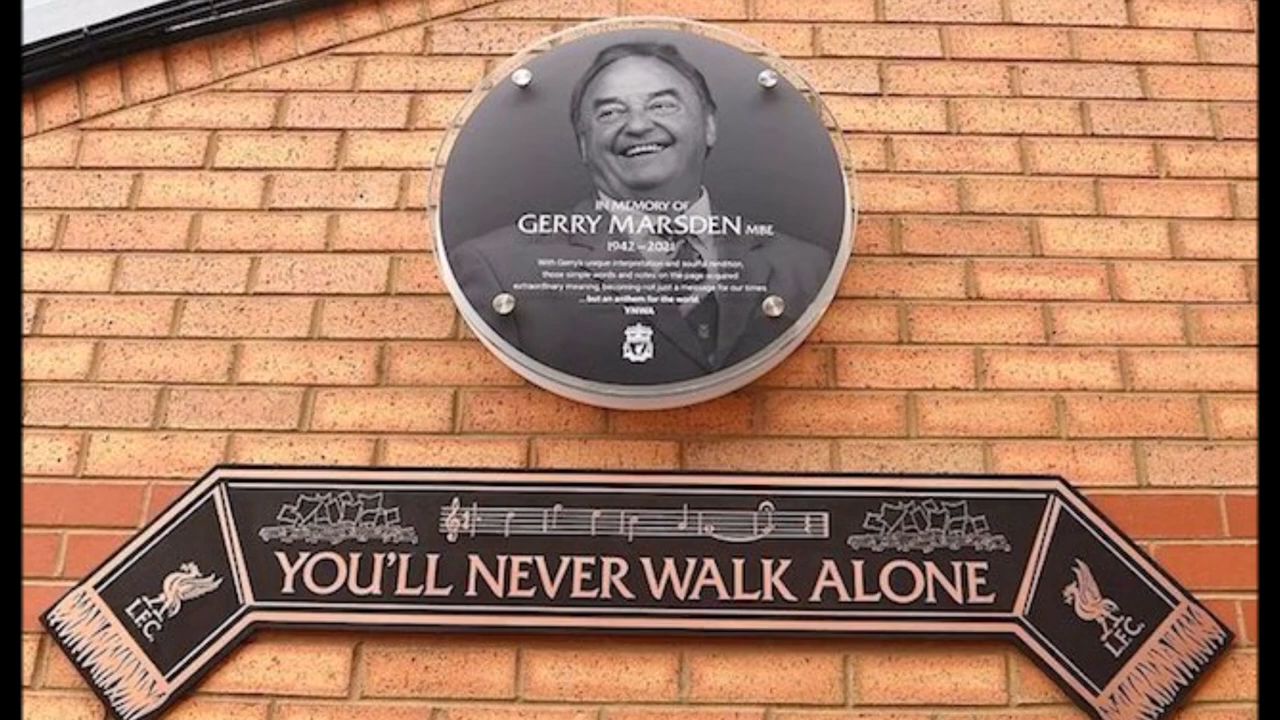 IN MEMORY OF
GERRY MARSDEN MBE
1942 – 2021
With Gerry's unique interpretation and soulful rendition,
those simple words and notes on the page acquired
extraordinary meaning, becoming not just a message for our times
... but an anthem for the world.
YNWA
YOU'LL NEVER WALK ALONE
L.F.C.
L.F.C.